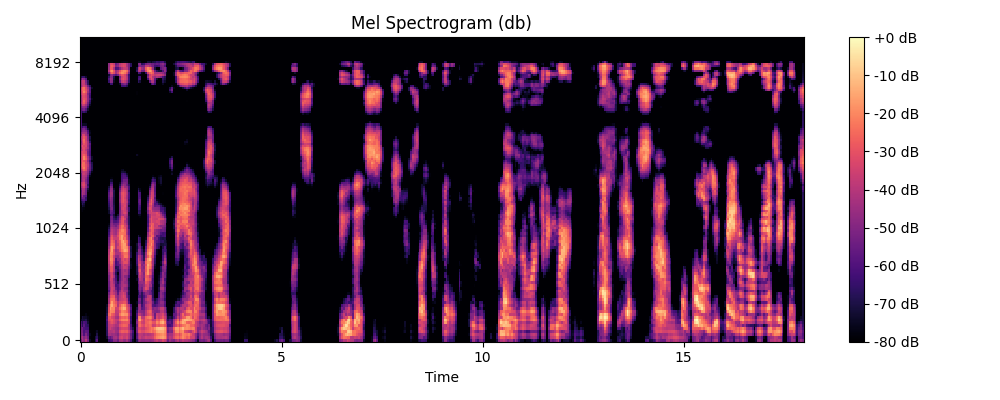 Mel Spectrogram (db)
8192
4096
2048
1024
512
0
Hz
0 5 10 15
Time
+0 dB
-10 dB
-20 dB
-30 dB
-40 dB
-50 dB
-60 dB
-70 dB
-80 dB